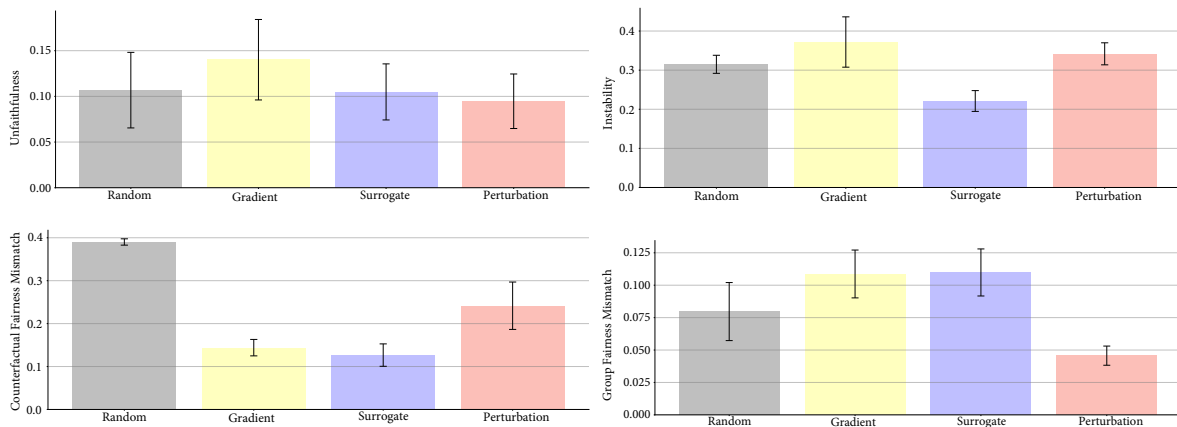 Unfaithfulness
0.15
0.10
0.05
0.00
Random Gradient Surrogate Perturbation
Instability
0.4
0.3
0.2
0.1
0.0
Random Gradient Surrogate Perturbation
Counterfactual Fairness Mismatch
0.4
0.3
0.2
0.1
0.0
Random Gradient Surrogate Perturbation
Group Fairness Mismatch
0.125
0.100
0.075
0.050
0.025
0.000
Random Gradient Surrogate Perturbation